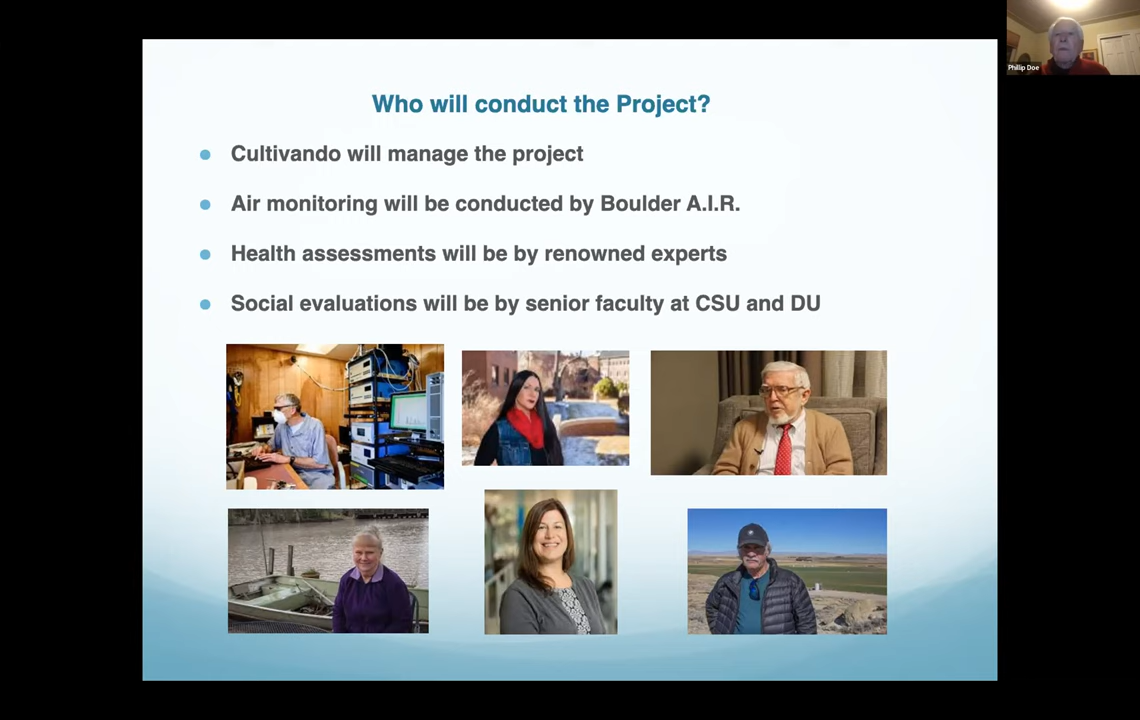 Phillip Doe
Who will conduct the Project?
Cultivando will manage the project
Air monitoring will be conducted by Boulder A.I.R.
Health assessments will be by renowned experts
Social evaluations will be by senior faculty at CSU and DU